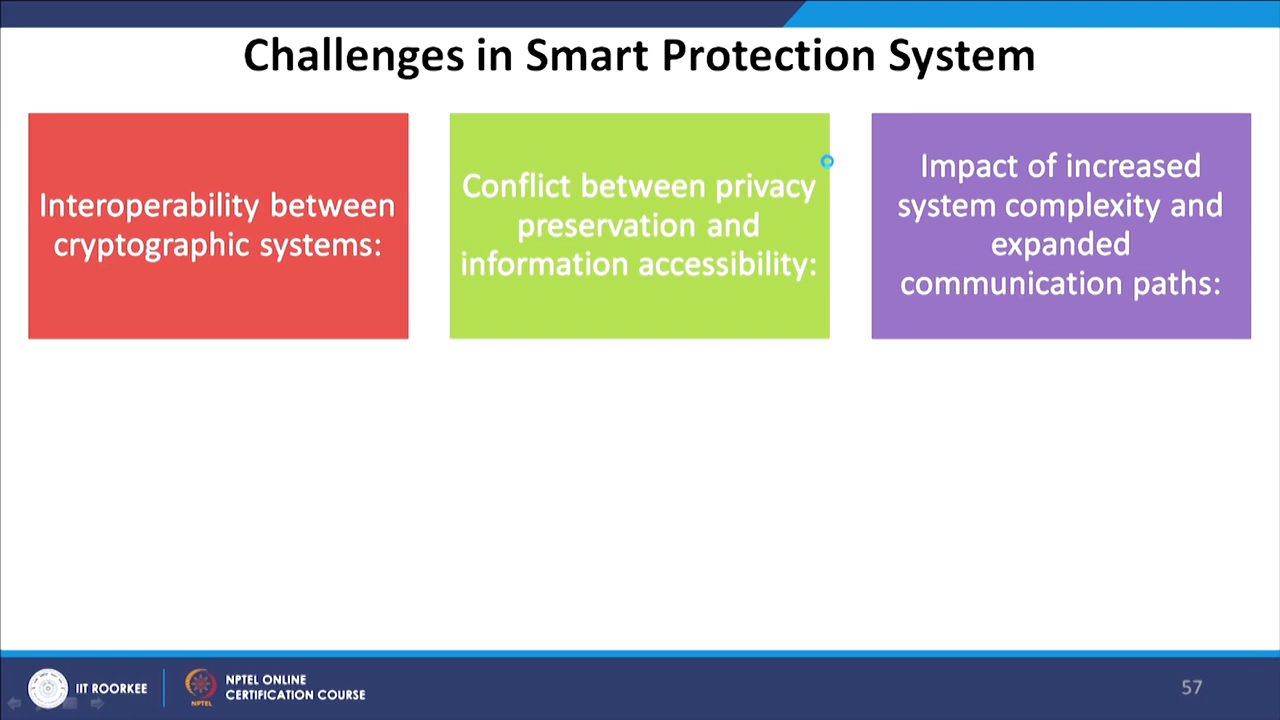 Challenges in Smart Protection System
Interoperability between
cryptographic systems:
Conflict between privacy
preservation and
information accessibility:
Impact of increased
system complexity and
expanded
communication paths:
IIT ROORKEE
NPTEL
NPTEL ONLINE
CERTIFICATION COURSE
57